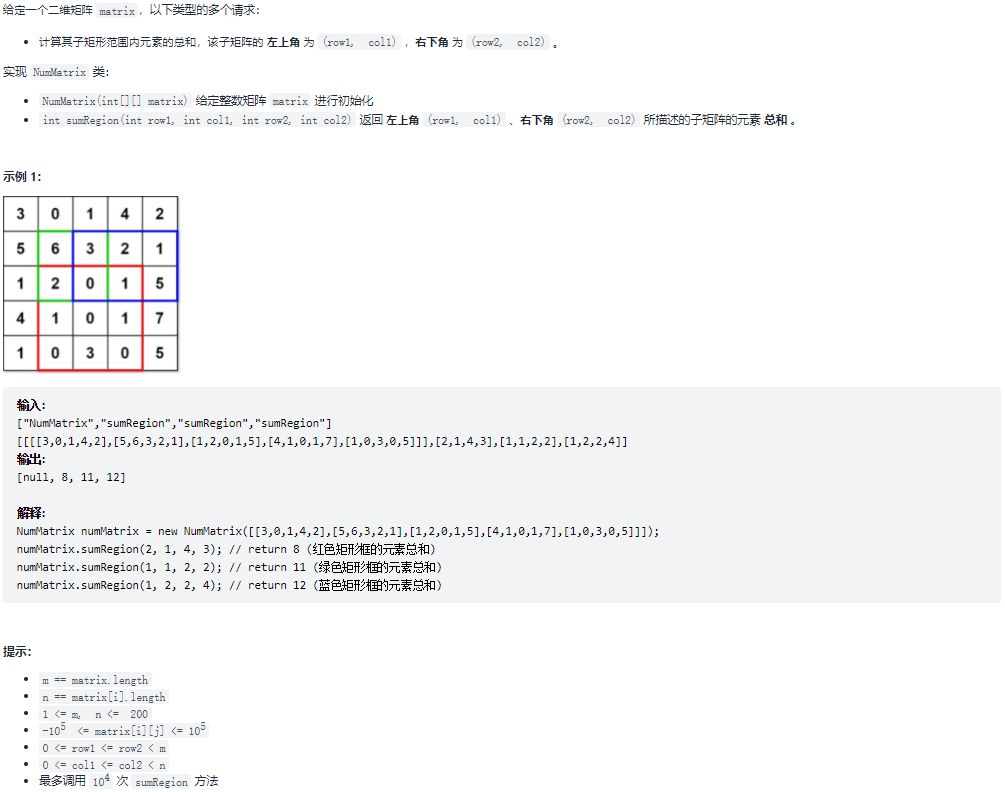 给定一个二维矩阵 matrix，以下类型的多个请求：
计算其子矩形范围内元素的总和，该子矩阵的 左上角 为 (row1, col1) ，右下角 为 (row2, col2) 。
实现 NumMatrix 类：
NumMatrix(int[][] matrix) 给定整数矩阵 matrix 进行初始化
int sumRegion(int row1, int col1, int row2, int col2) 返回 左上角 (row1, col1) 、右下角 (row2, col2) 所描述的子矩阵的元素 总和 。
示例 1：
3 0 1 4 2
5 6 3 2 1
1 2 0 1 5
4 1 0 1 7
1 0 3 0 5
输入:
["NumMatrix","sumRegion","sumRegion","sumRegion"]
[[[[3,0,1,4,2],[5,6,3,2,1],[1,2,0,1,5],[4,1,0,1,7],[1,0,3,0,5]]],[2,1,4,3],[1,1,2,2],[1,2,2,4]]
输出:
[null, 8, 11, 12]
解释:
NumMatrix numMatrix = new NumMatrix([[3,0,1,4,2],[5,6,3,2,1],[1,2,0,1,5],[4,1,0,1,7],[1,0,3,0,5]]]);
numMatrix.sumRegion(2, 1, 4, 3); // return 8 (红色矩形框的元素总和)
numMatrix.sumRegion(1, 1, 2, 2); // return 11 (绿色矩形框的元素总和)
numMatrix.sumRegion(1, 2, 2, 4); // return 12 (蓝色矩形框的元素总和)
提示：
m == matrix.length
n == matrix[i].length
1 <= m, n <= 200
-10⁵ <= matrix[i][j] <= 10⁵
0 <= row1 <= row2 < m
0 <= col1 <= col2 < n
最多调用 10⁴ 次 sumRegion 方法